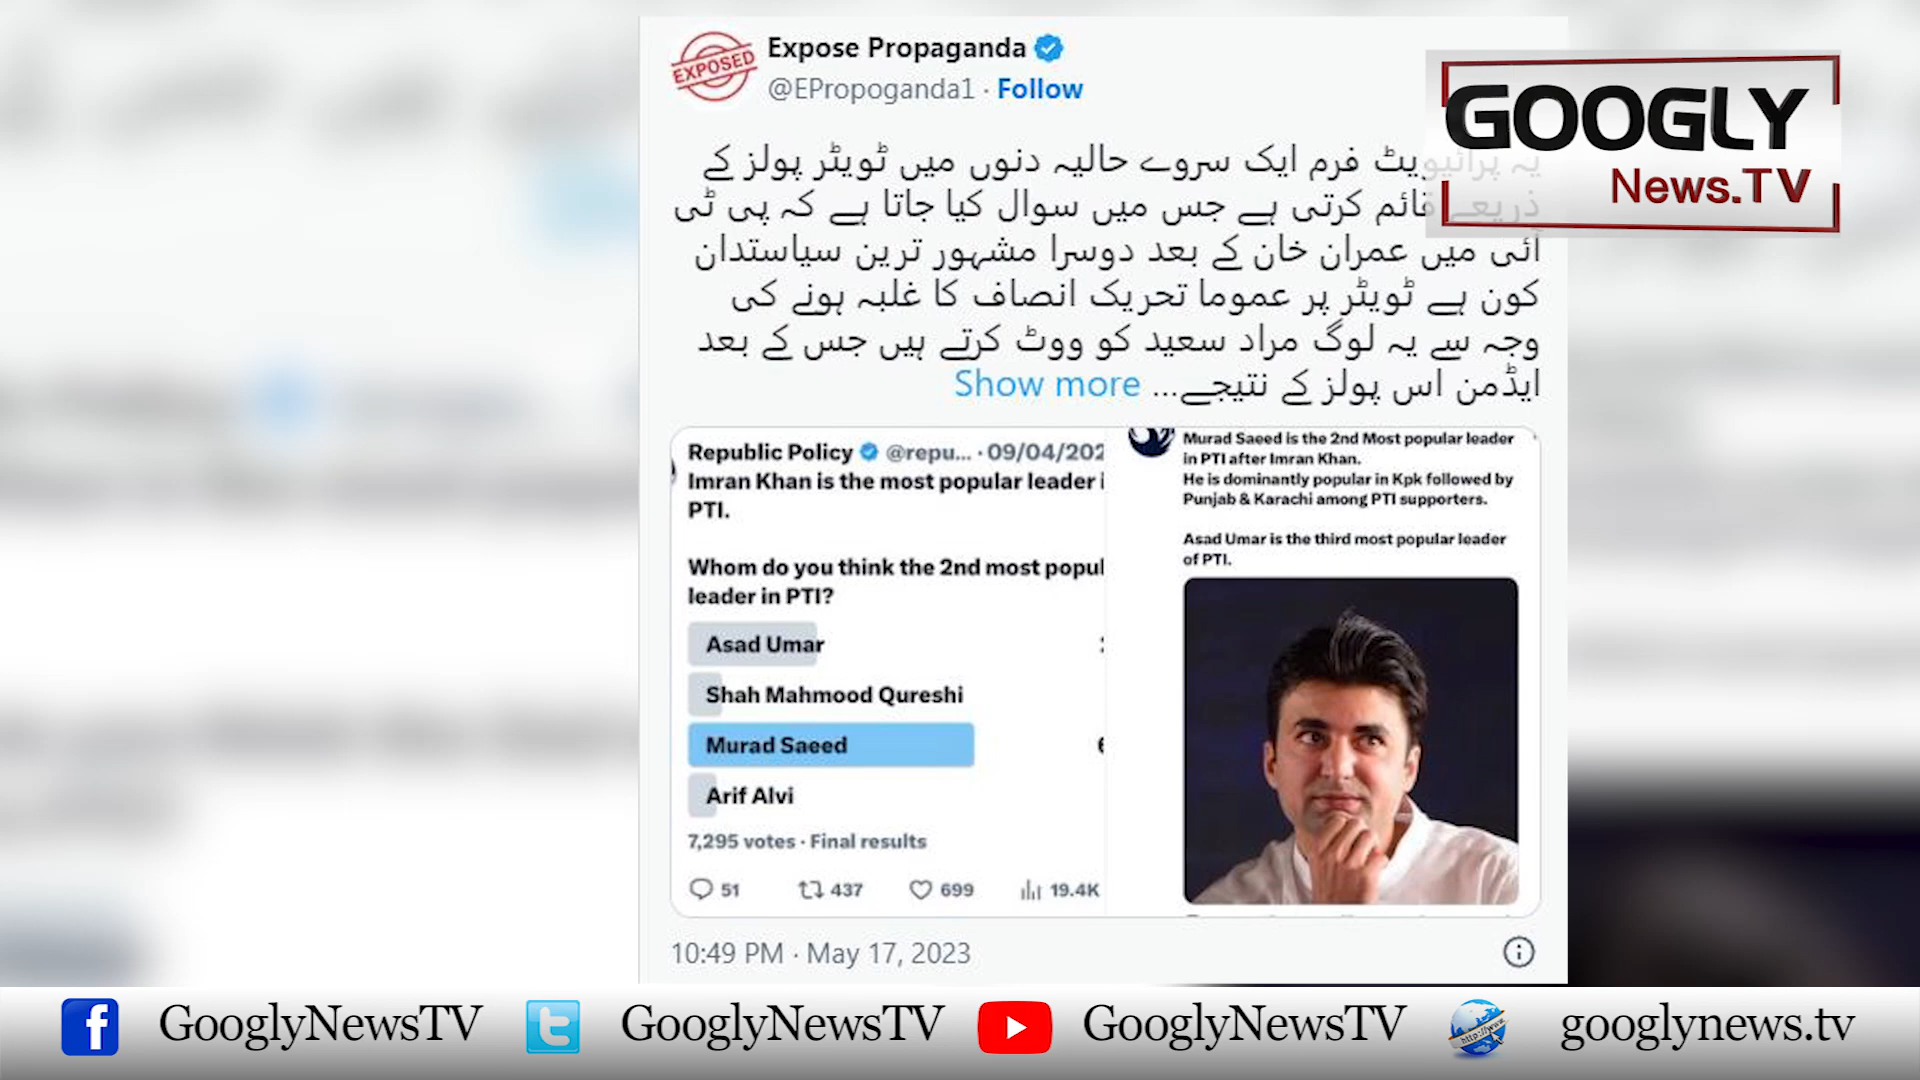 EXPOSED
Expose Propaganda
@EPropoganda1 · Follow
GOOGLY
News.TV
یہ پرائیویٹ فرم ایک سروے حالیہ دنوں میں ٹویٹر پولز کے
ذریعے قائم کرتی ہے جس میں سوال کیا جاتا ہے کہ پی ٹی
آئی میں عمران خان کے بعد دوسرا مشہور ترین سیاستدان
کون ہے ٹویٹر پر عموما تحریک انصاف کا غلبہ ہونے کی
وجہ سے یہ لوگ مراد سعید کو ووٹ کرتے ہیں جس کے بعد
ایڈمن اس پولز کے نتیجے... Show more
Republic Policy @repu... · 09/04/202
Imran Khan is the most popular leader i
PTI.
Whom do you think the 2nd most popul
leader in PTI?
Asad Umar
Shah Mahmood Qureshi
Murad Saeed
Arif Alvi
7,295 votes · Final results
51 437 699 19.4K
Murad Saeed is the 2nd Most popular leader
in PTI after Imran Khan.
He is dominantly popular in Kpk followed by
Punjab & Karachi among PTI supporters.
Asad Umar is the third most popular leader
of PTI.
10:49 PM · May 17, 2023
GooglyNewsTV GooglyNewsTV GooglyNewsTV http://www. googlynews.tv